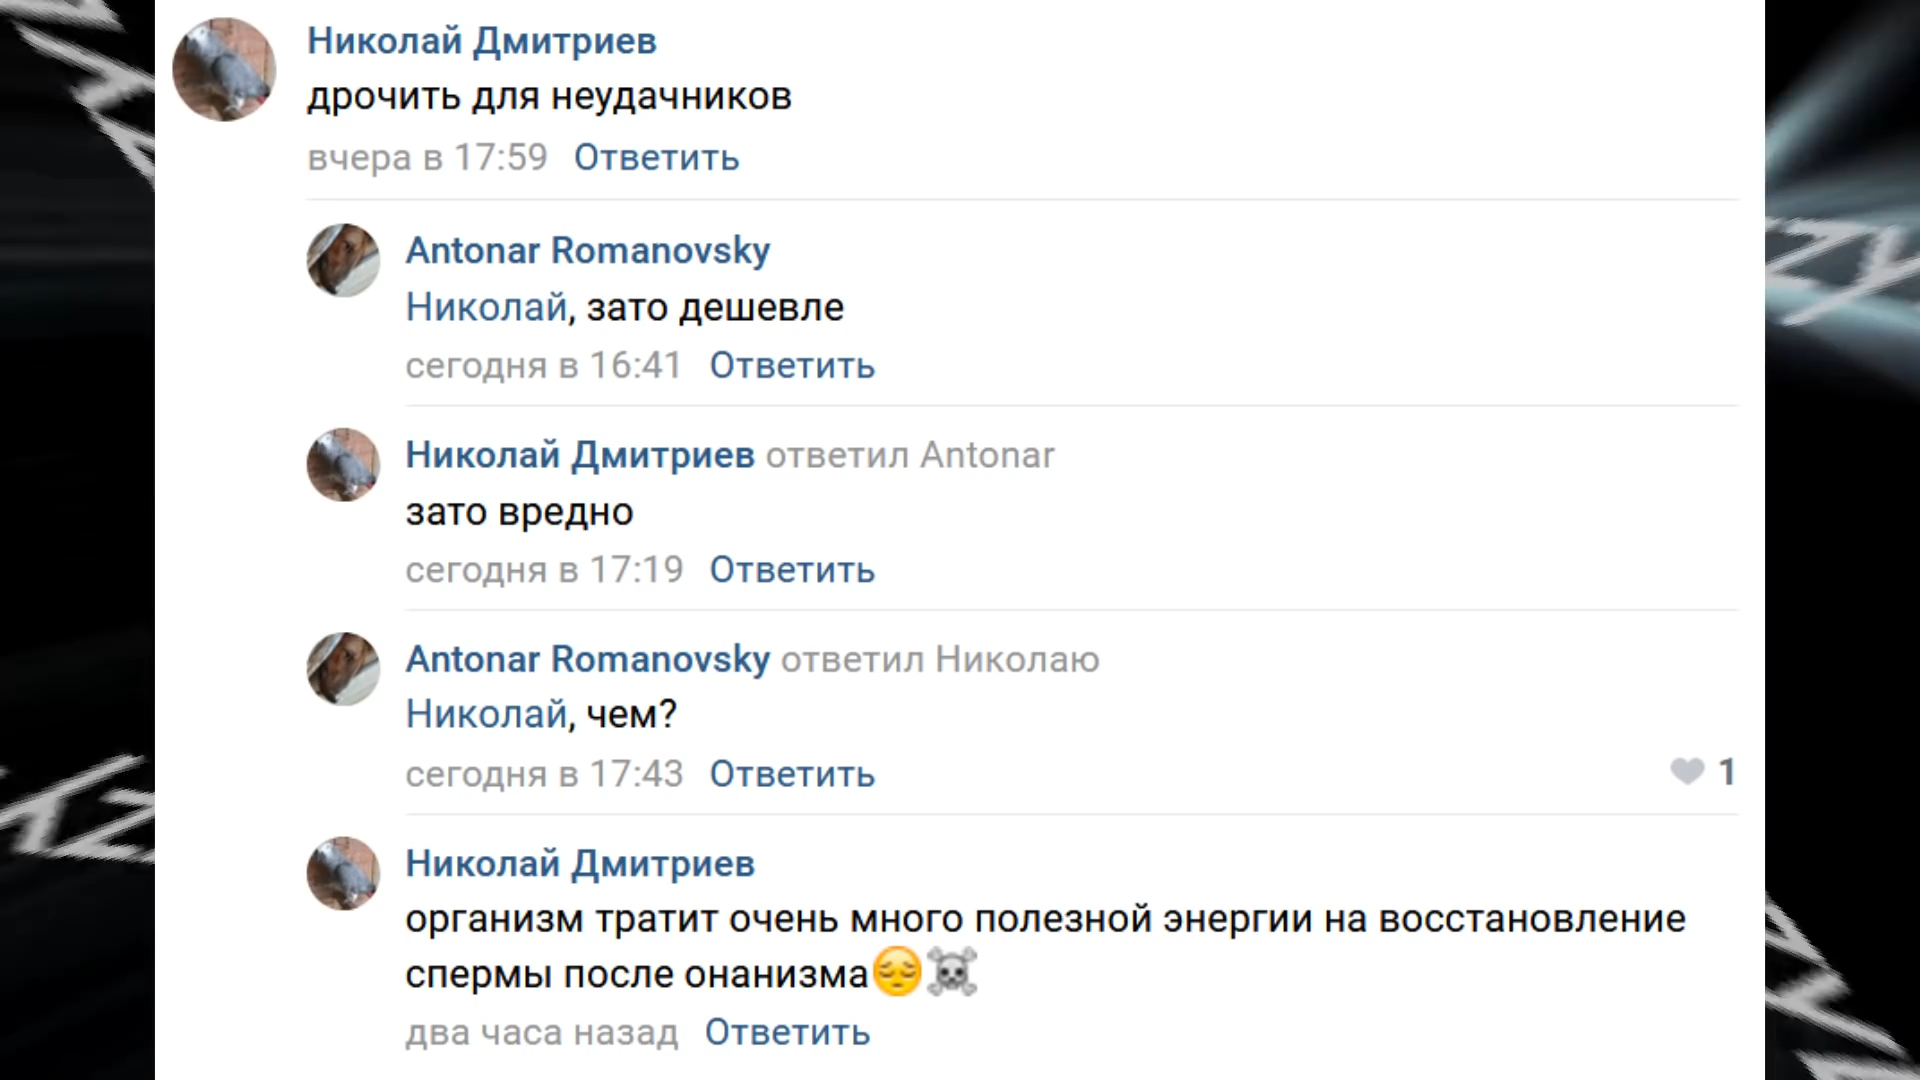 Николай Дмитриев
дрочить для неудачников
вчера в 17:59 Ответить
Antonar Romanovsky
Николай, зато дешевле
сегодня в 16:41 Ответить
Николай Дмитриев ответил Antonar
зато вредно
сегодня в 17:19 Ответить
Antonar Romanovsky ответил Николаю
Николай, чем?
сегодня в 17:43 Ответить
1
Николай Дмитриев
организм тратит очень много полезной энергии на восстановление
спермы после онанизма😔☠
два часа назад Ответить